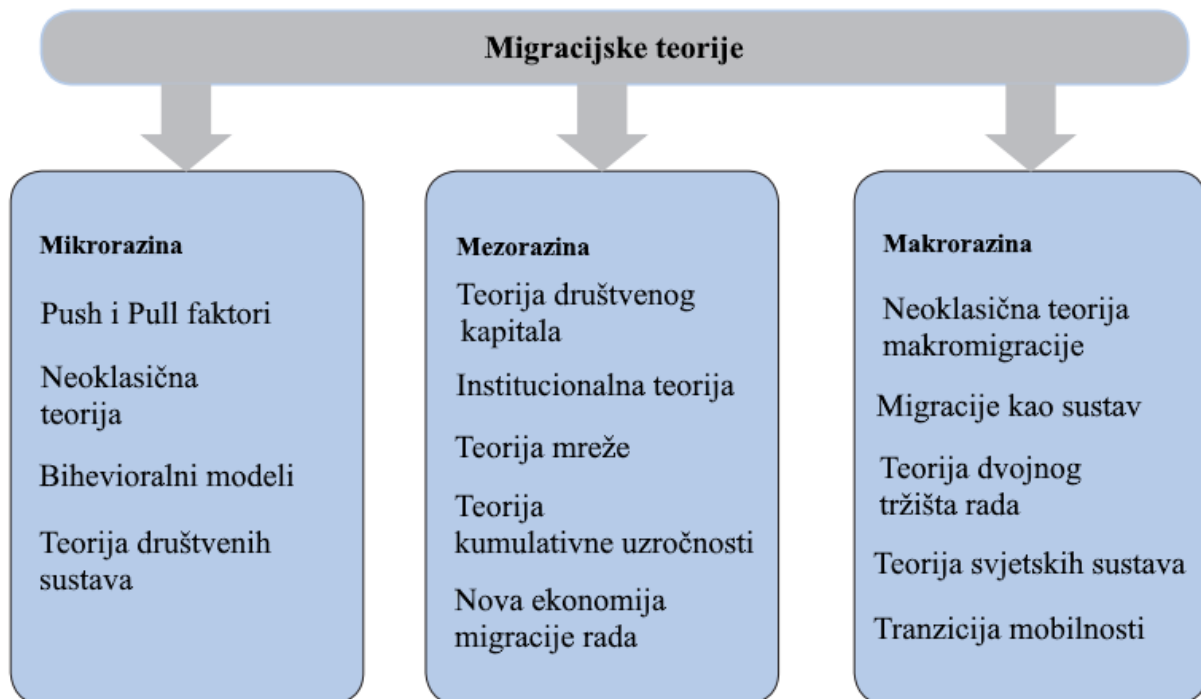 Migracijske teorije
Mikrorazina
Push i Pull faktori
Neoklasična
teorija
Bihevioralni modeli
Teorija društvenih
sustava
Mezorazina
Teorija društvenog
kapitala
Institucionalna teorija
Teorija mreže
Teorija
kumulativne uzročnosti
Nova ekonomija
migracije rada
Makrorazina
Neoklasična teorija
makromigracije
Migracije kao sustav
Teorija dvojnog
tržišta rada
Teorija svjetskih sustava
Tranzicija mobilnosti